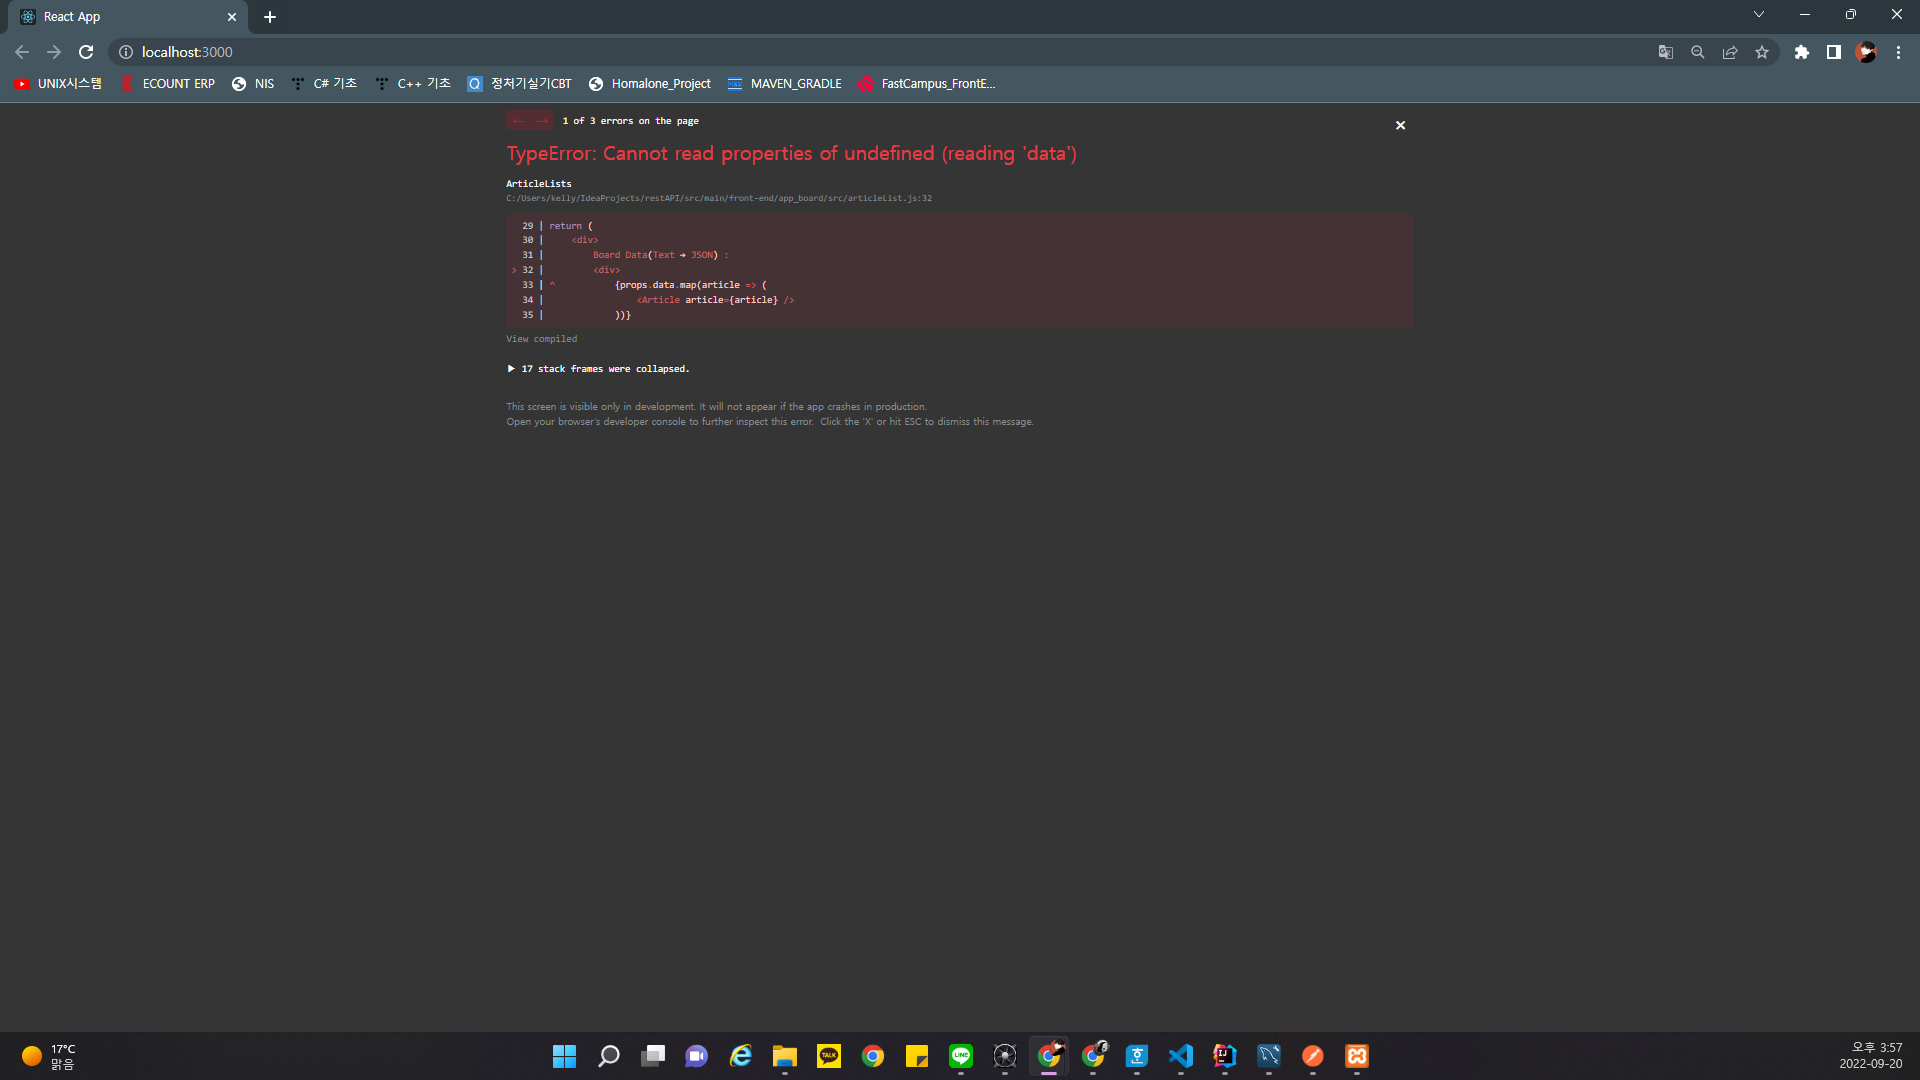 React App
localhost:3000
UNIX시스템
ECOUNT ERP
NIS
C# 기초
C++ 기초
정처기실기CBT
Homalone_Project
MAVEN_GRADLE
FastCampus_FrontE...
← → 1 of 3 errors on the page
TypeError: Cannot read properties of undefined (reading 'data')
ArticleLists
C:/Users/kelly/IdeaProjects/restAPI/src/main/front-end/app_board/src/articleList.js:32
29 | return (
30 | <div>
31 | Board Data(Text → JSON) :
> 32 | <div>
33 | ^ {props.data.map(article => (
34 | <Article article={article} />
35 | ))}
View compiled
▶ 17 stack frames were collapsed.
This screen is visible only in development. It will not appear if the app crashes in production.
Open your browser's developer console to further inspect this error. Click the 'X' or hit ESC to dismiss this message.
17°C
맑음
TALK
LINE
IJ
오후 3:57
2022-09-20